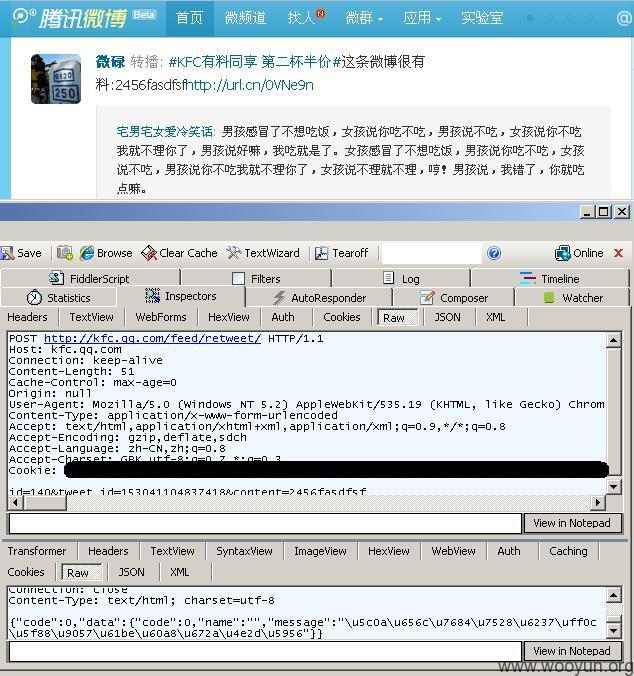 腾讯微博 Beta 首页 微频道 找人 微群 应用 实验室 @
微碌 转播: #KFC有料同享 第二杯半价#这条微博很有
料:2456fasdfsfhttp://url.cn/0VNe9n
宅男宅女爱冷笑话: 男孩感冒了不想吃饭，女孩说你吃不吃，男孩说不吃，女孩说你不吃
我就不理你了，男孩说好嘛，我吃就是了。女孩感冒了不想吃饭，男孩说你吃不吃，女孩
说不吃，男孩说你不吃我就不理你了，女孩说不理就不理，哼！男孩说，我错了，你就吃
点嘛。
Save Browse Clear Cache TextWizard Tearoff Online
FiddlerScript Filters Log Timeline
Statistics Inspectors AutoResponder Composer Watcher
Headers TextView WebForms HexView Auth Cookies Raw JSON XML
POST http://kfc.qq.com/feed/retweet/ HTTP/1.1
Host: kfc.qq.com
Connection: keep-alive
Content-Length: 51
Cache-Control: max-age=0
Origin: null
User-Agent: Mozilla/5.0 (Windows NT 5.2) AppleWebKit/535.19 (KHTML, like Gecko) Chrom
Content-Type: application/x-www-form-urlencoded
Accept: text/html,application/xhtml+xml,application/xml;q=0.9,*/*;q=0.8
Accept-Encoding: gzip,deflate,sdch
Accept-Language: zh-CN,zh;q=0.8
Accept-Charset: GBK,utf-8;q=0.7,*;q=0.3
Cookie:
id=140&tweet_id=153041104837418&content=2456fasdfsf
View in Notepad
Transformer Headers TextView SyntaxView ImageView HexView WebView Auth Caching
Cookies Raw JSON XML
Connection: close
Content-Type: text/html; charset=utf-8
{"code":0,"data":{"code":0,"name":"","message":"\u5c0a\u656c\u7684\u7528\u6237\uff0c
\u5f88\u9057\u61be\u60a8\u672a\u4e2d\u5956"}}
View in Notepad
www.wooyun.org